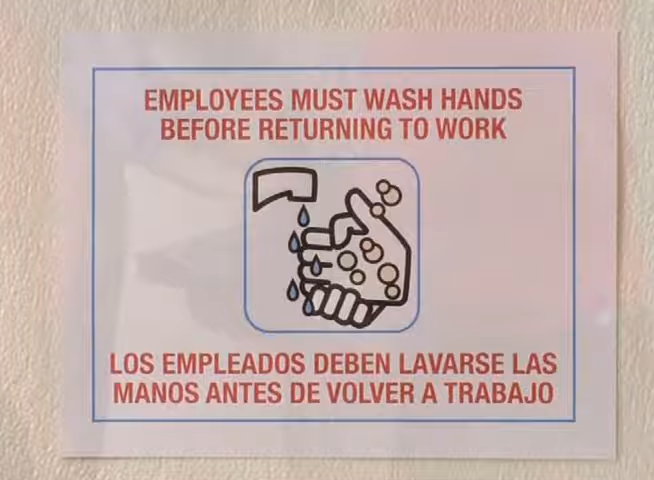 EMPLOYEES MUST WASH HANDS
BEFORE RETURNING TO WORK
LOS EMPLEADOS DEBEN LAVARSE LAS
MANOS ANTES DE VOLVER A TRABAJO